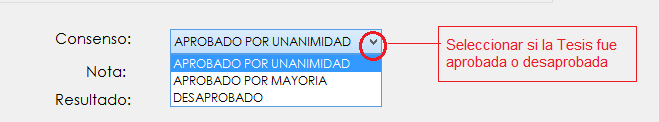 Consenso:
APROBADO POR UNANIMIDAD
APROBADO POR UNANIMIDAD
APROBADO POR MAYORIA
DESAPROBADO
Nota:
Resultado:
Seleccionar si la Tesis fue
aprobada o desaprobada